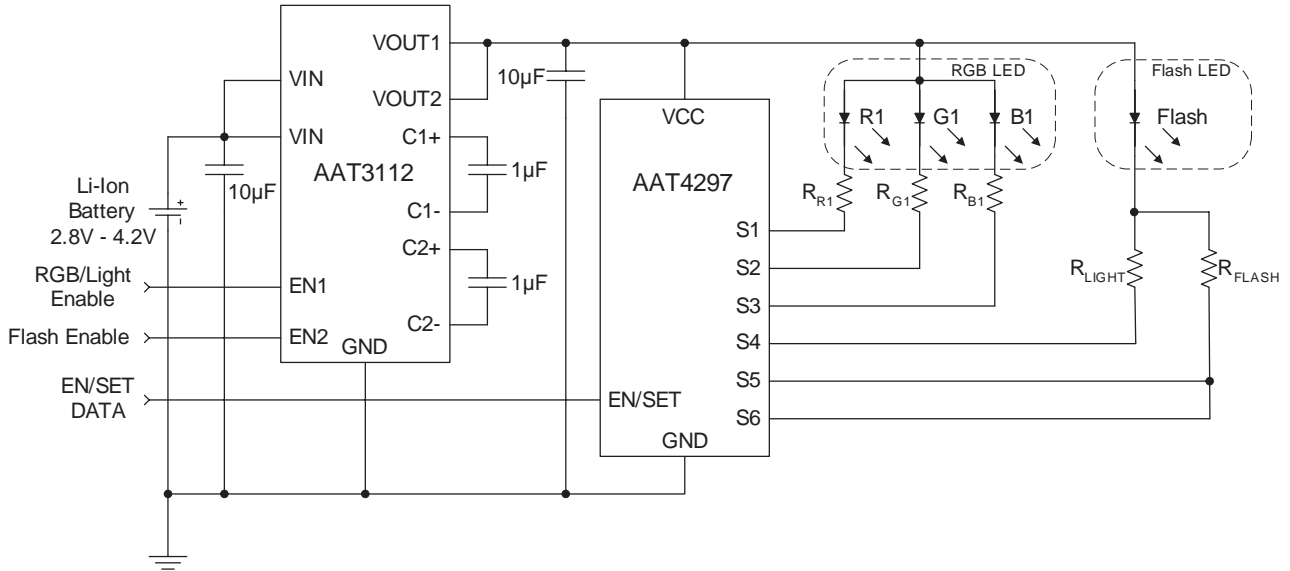 Li-Ion
Battery
2.8V - 4.2V
+
-
RGB/Light
Enable
Flash Enable
EN/SET
DATA
10µF
VIN
VIN
EN1
EN2
AAT3112
VOUT1
VOUT2
C1+
C1-
C2+
C2-
GND
1µF
1µF
10µF
VCC
AAT4297
EN/SET
GND
S1
S2
S3
S4
S5
S6
RGB LED
R1
G1
B1
RR1
RG1
RB1
Flash LED
Flash
RLIGHT
RFLASH